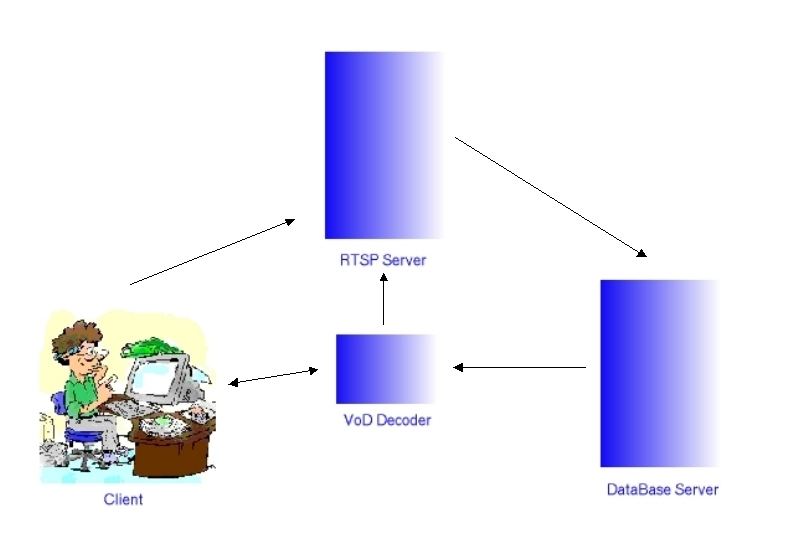 RTSP Server
VoD Decoder
DataBase Server
Client